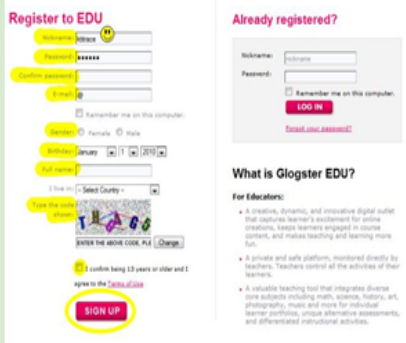 Register to EDU
Nickname:
Password:
Confirm password:
E-mail: @
Remember me on this computer.
Gender: Female Male
Birthday: January 1 2010
Full name:
I live in: - Select Country -
Type the code
shown:
ENTER THE ABOVE CODE, PLE Change
I confirm being 13 years or older and I
agree to the Terms of Use
SIGN UP
Already registered?
Nickname: nickname
Password:
Remember me on this computer.
LOG IN
Forgot your password?
What is Glogster EDU?
For Educators:
A creative, dynamic, and innovative digital outlet
that captures learner's excitement for online
creations, keeps learners engaged in course
content, and makes teaching and learning more
fun.
A private and safe platform, monitored directly by
teachers. Teachers control all the activities of their
learners.
A valuable teaching tool that integrates diverse
core subjects including math, science, history, art,
photography, music and more for individual
learner portfolios, unique alternative assessments,
and differentiated instructional activities.